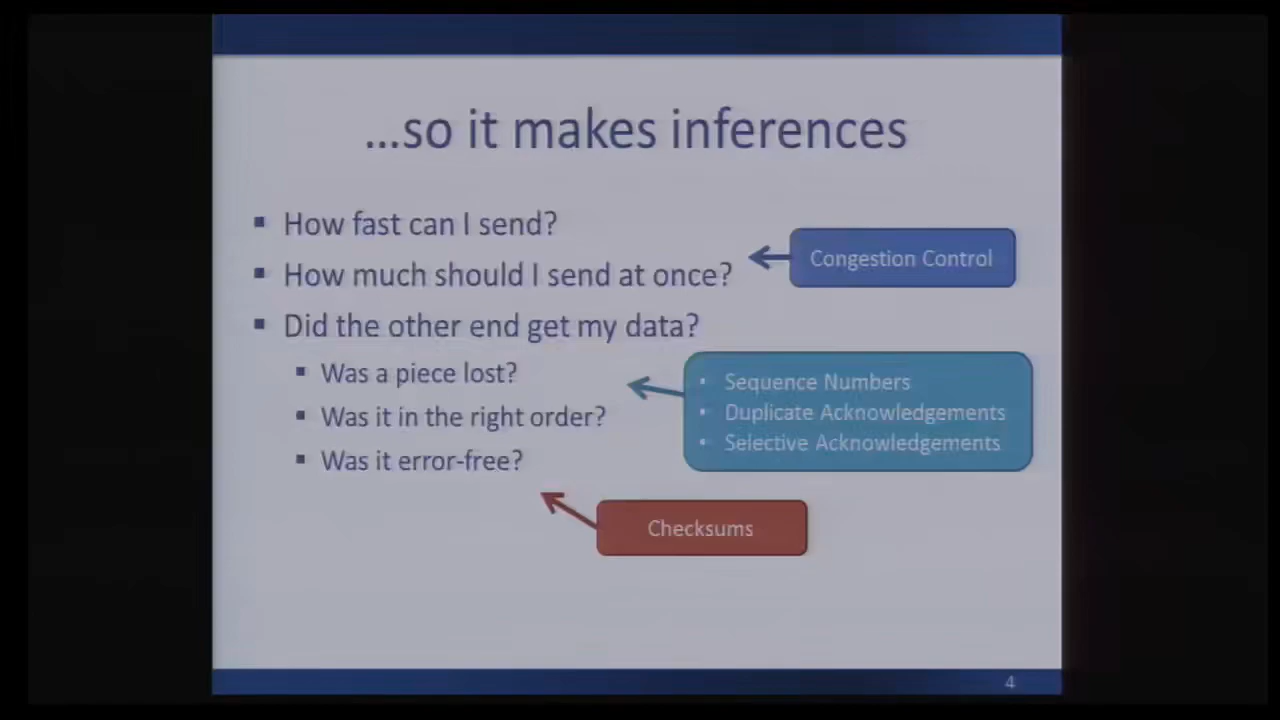 ...so it makes inferences
How fast can I send?
How much should I send at once?
Congestion Control
Did the other end get my data?
Was a piece lost?
Was it in the right order?
Was it error-free?
Sequence Numbers
Duplicate Acknowledgements
Selective Acknowledgements
Checksums
4